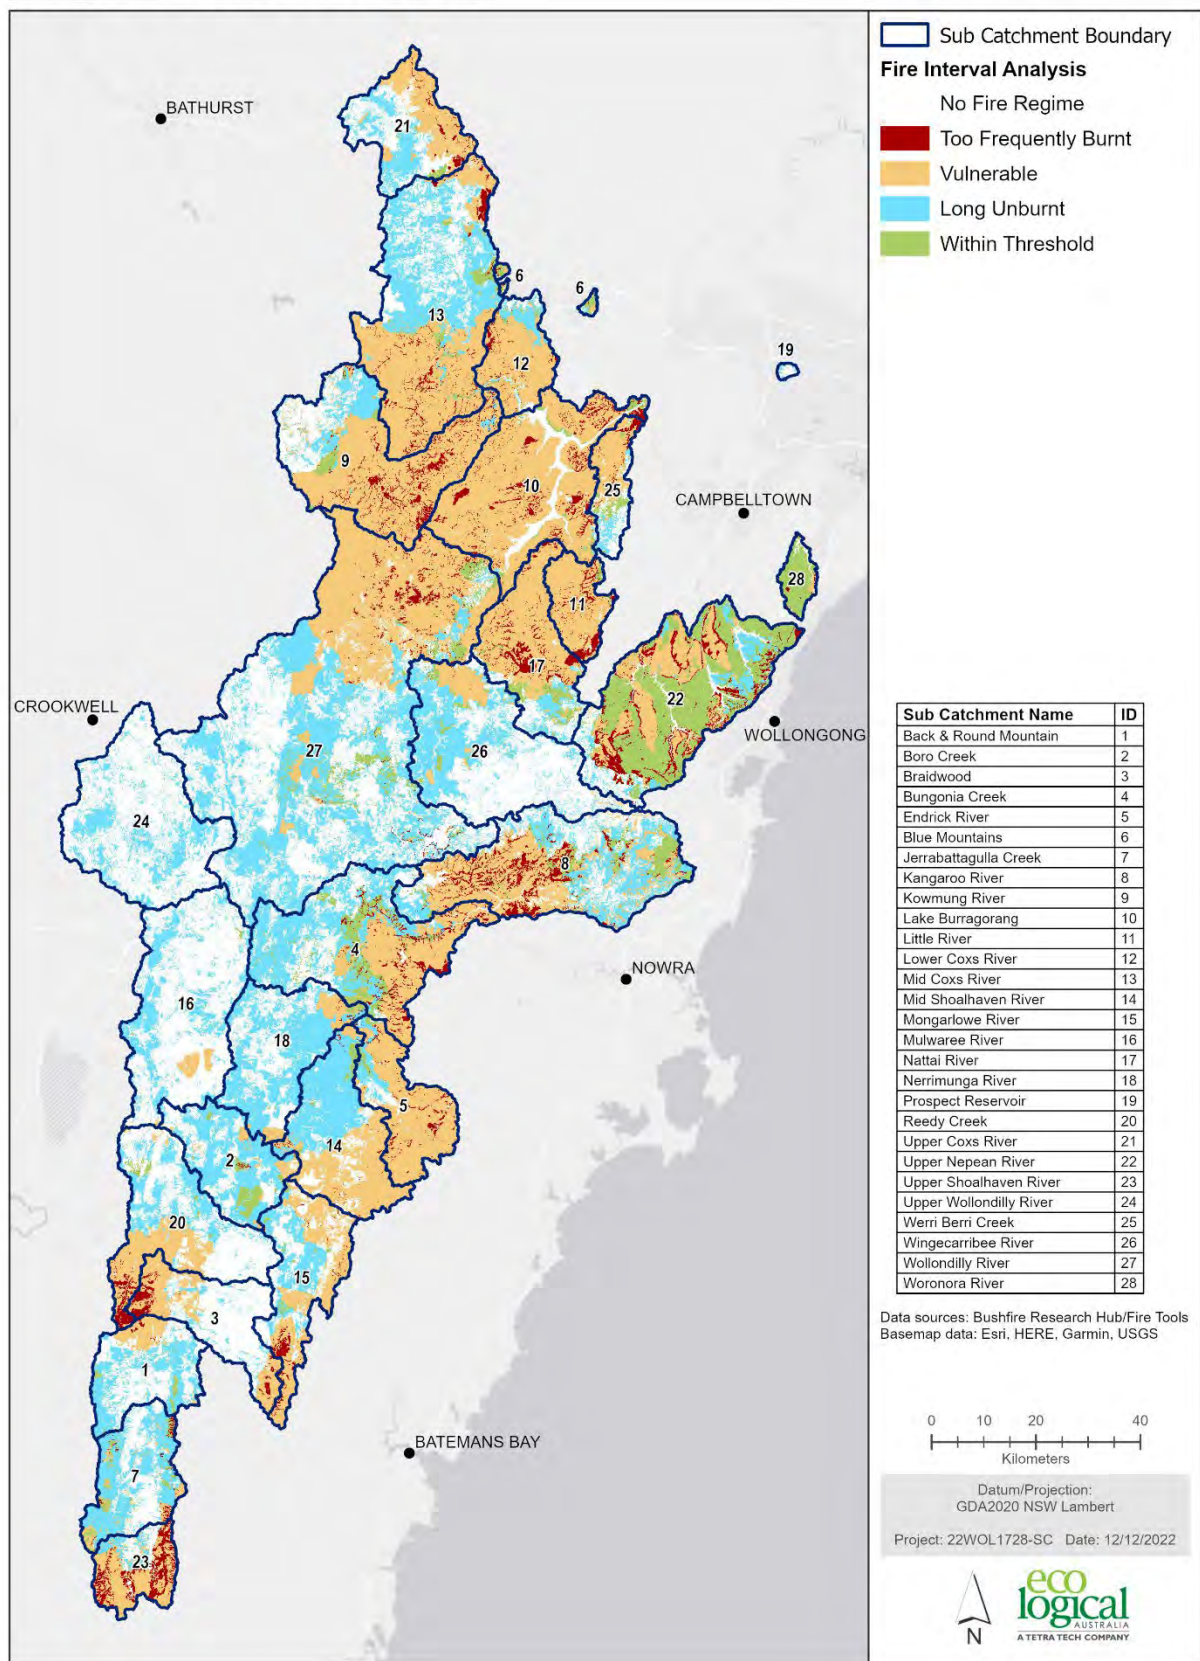 BATHURST
21
6
6
13
19
12
9
10
25
CAMPBELLTOWN
28
11
17
22
CROOKWELL
WOLLONGONG
27
26
24
8
4
NOWRA
16
18
5
14
2
20
15
3
1
BATEMANS BAY
7
23
Sub Catchment Boundary
Fire Interval Analysis
No Fire Regime
Too Frequently Burnt
Vulnerable
Long Unburnt
Within Threshold
Sub Catchment Name ID
Back & Round Mountain 1
Boro Creek 2
Braidwood 3
Bungonia Creek 4
Endrick River 5
Blue Mountains 6
Jerrabattagulla Creek 7
Kangaroo River 8
Kowmung River 9
Lake Burragorang 10
Little River 11
Lower Coxs River 12
Mid Coxs River 13
Mid Shoalhaven River 14
Mongarlowe River 15
Mulwaree River 16
Nattai River 17
Nerrimunga River 18
Prospect Reservoir 19
Reedy Creek 20
Upper Coxs River 21
Upper Nepean River 22
Upper Shoalhaven River 23
Upper Wollondilly River 24
Werri Berri Creek 25
Wingecarribee River 26
Wollondilly River 27
Woronora River 28
Data sources: Bushfire Research Hub/Fire Tools
Basemap data: Esri, HERE, Garmin, USGS
0 10 20 40
Kilometers
Datum/Projection:
GDA2020 NSW Lambert
Project: 22WOL1728-SC Date: 12/12/2022
N
eco
logical
AUSTRALIA
A TETRA TECH COMPANY